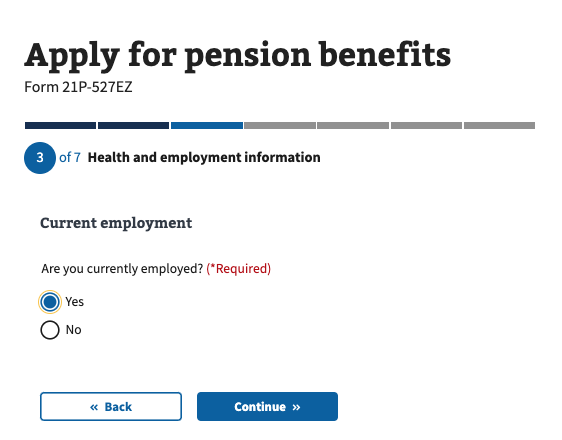 Apply for pension benefits
Form 21P-527EZ
3 of 7 Health and employment information
Current employment
Are you currently employed? (*Required)
Yes
No
« Back
Continue »